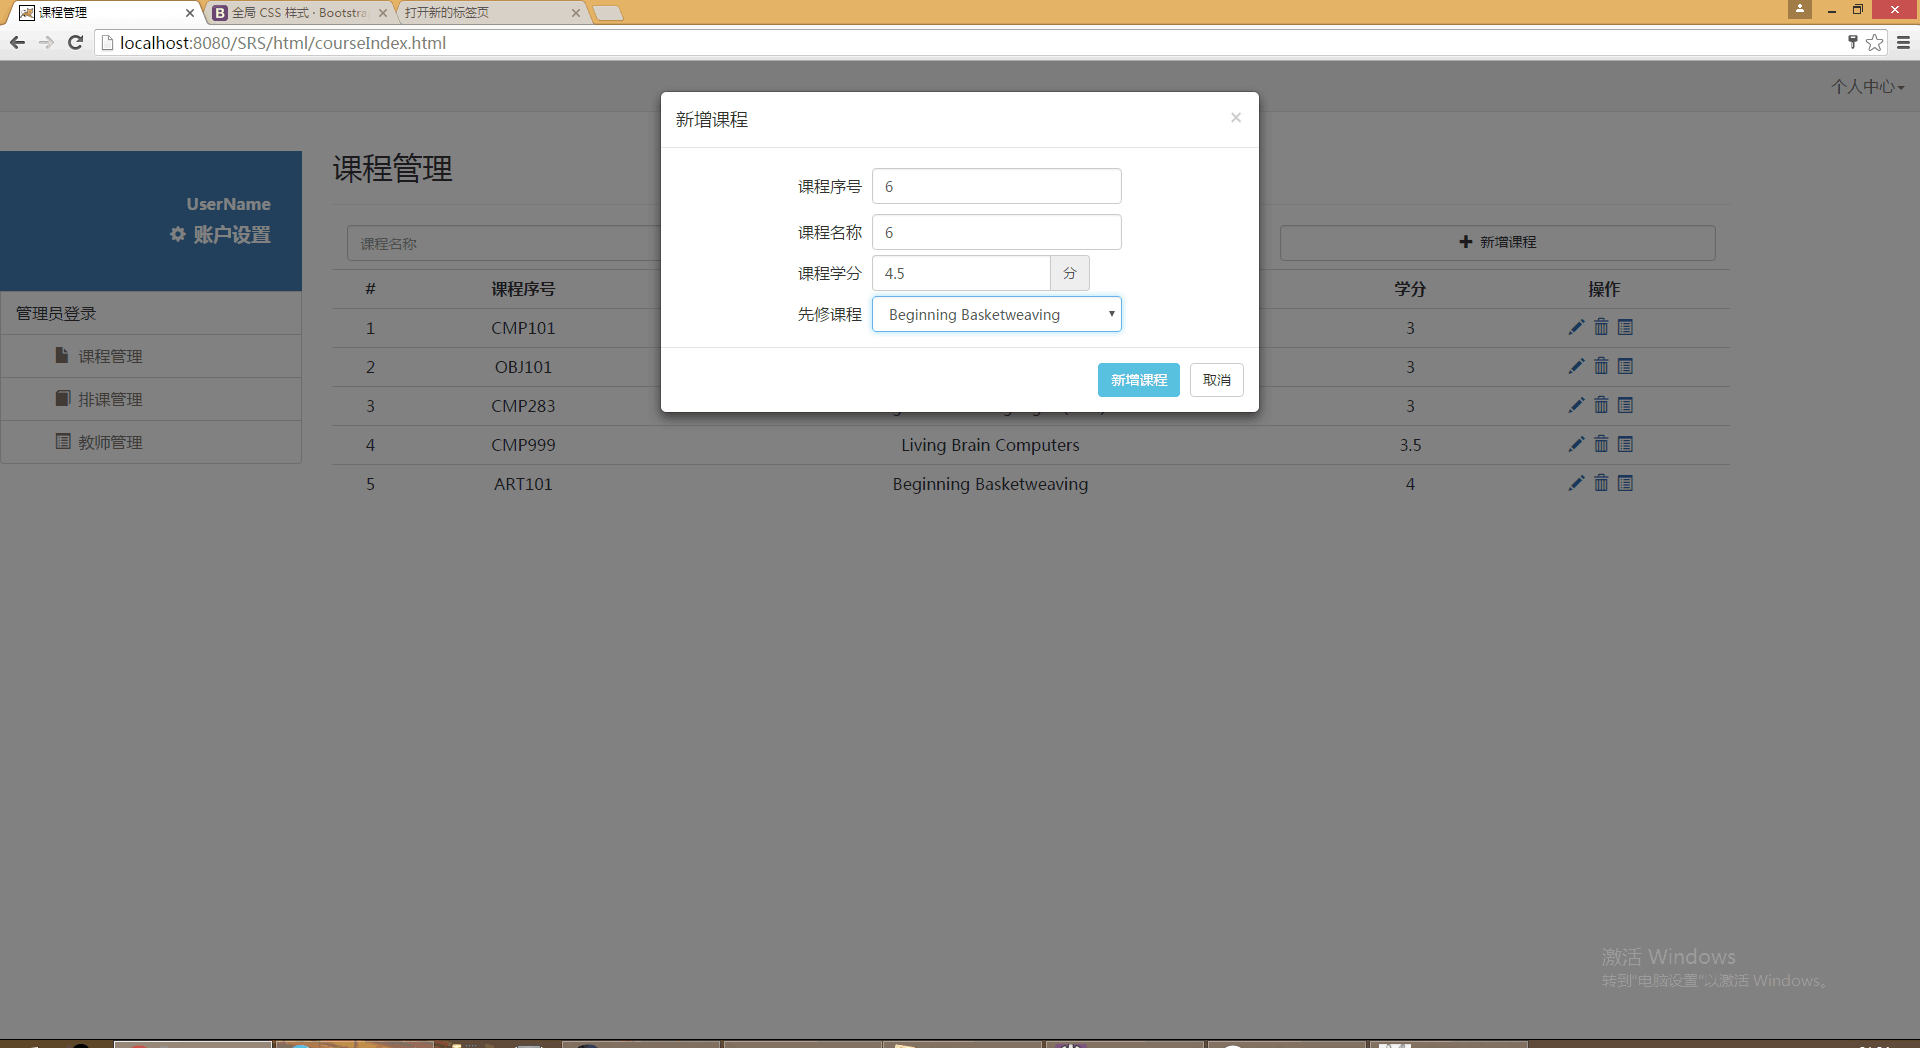 课程管理
全局 CSS 样式 · Bootstra
打开新的标签页
localhost:8080/SRS/html/courseIndex.html
个人中心
UserName
账户设置
管理员登录
课程管理
排课管理
教师管理
课程管理
课程名称
新增课程
# 课程序号 学分 操作
1 CMP101 3
2 OBJ101 3
3 CMP283 3
4 CMP999 Living Brain Computers 3.5
5 ART101 Beginning Basketweaving 4
新增课程 ×
课程序号 6
课程名称 6
课程学分 4.5 分
先修课程 Beginning Basketweaving
新增课程 取消
激活 Windows
转到"电脑设置"以激活 Windows。